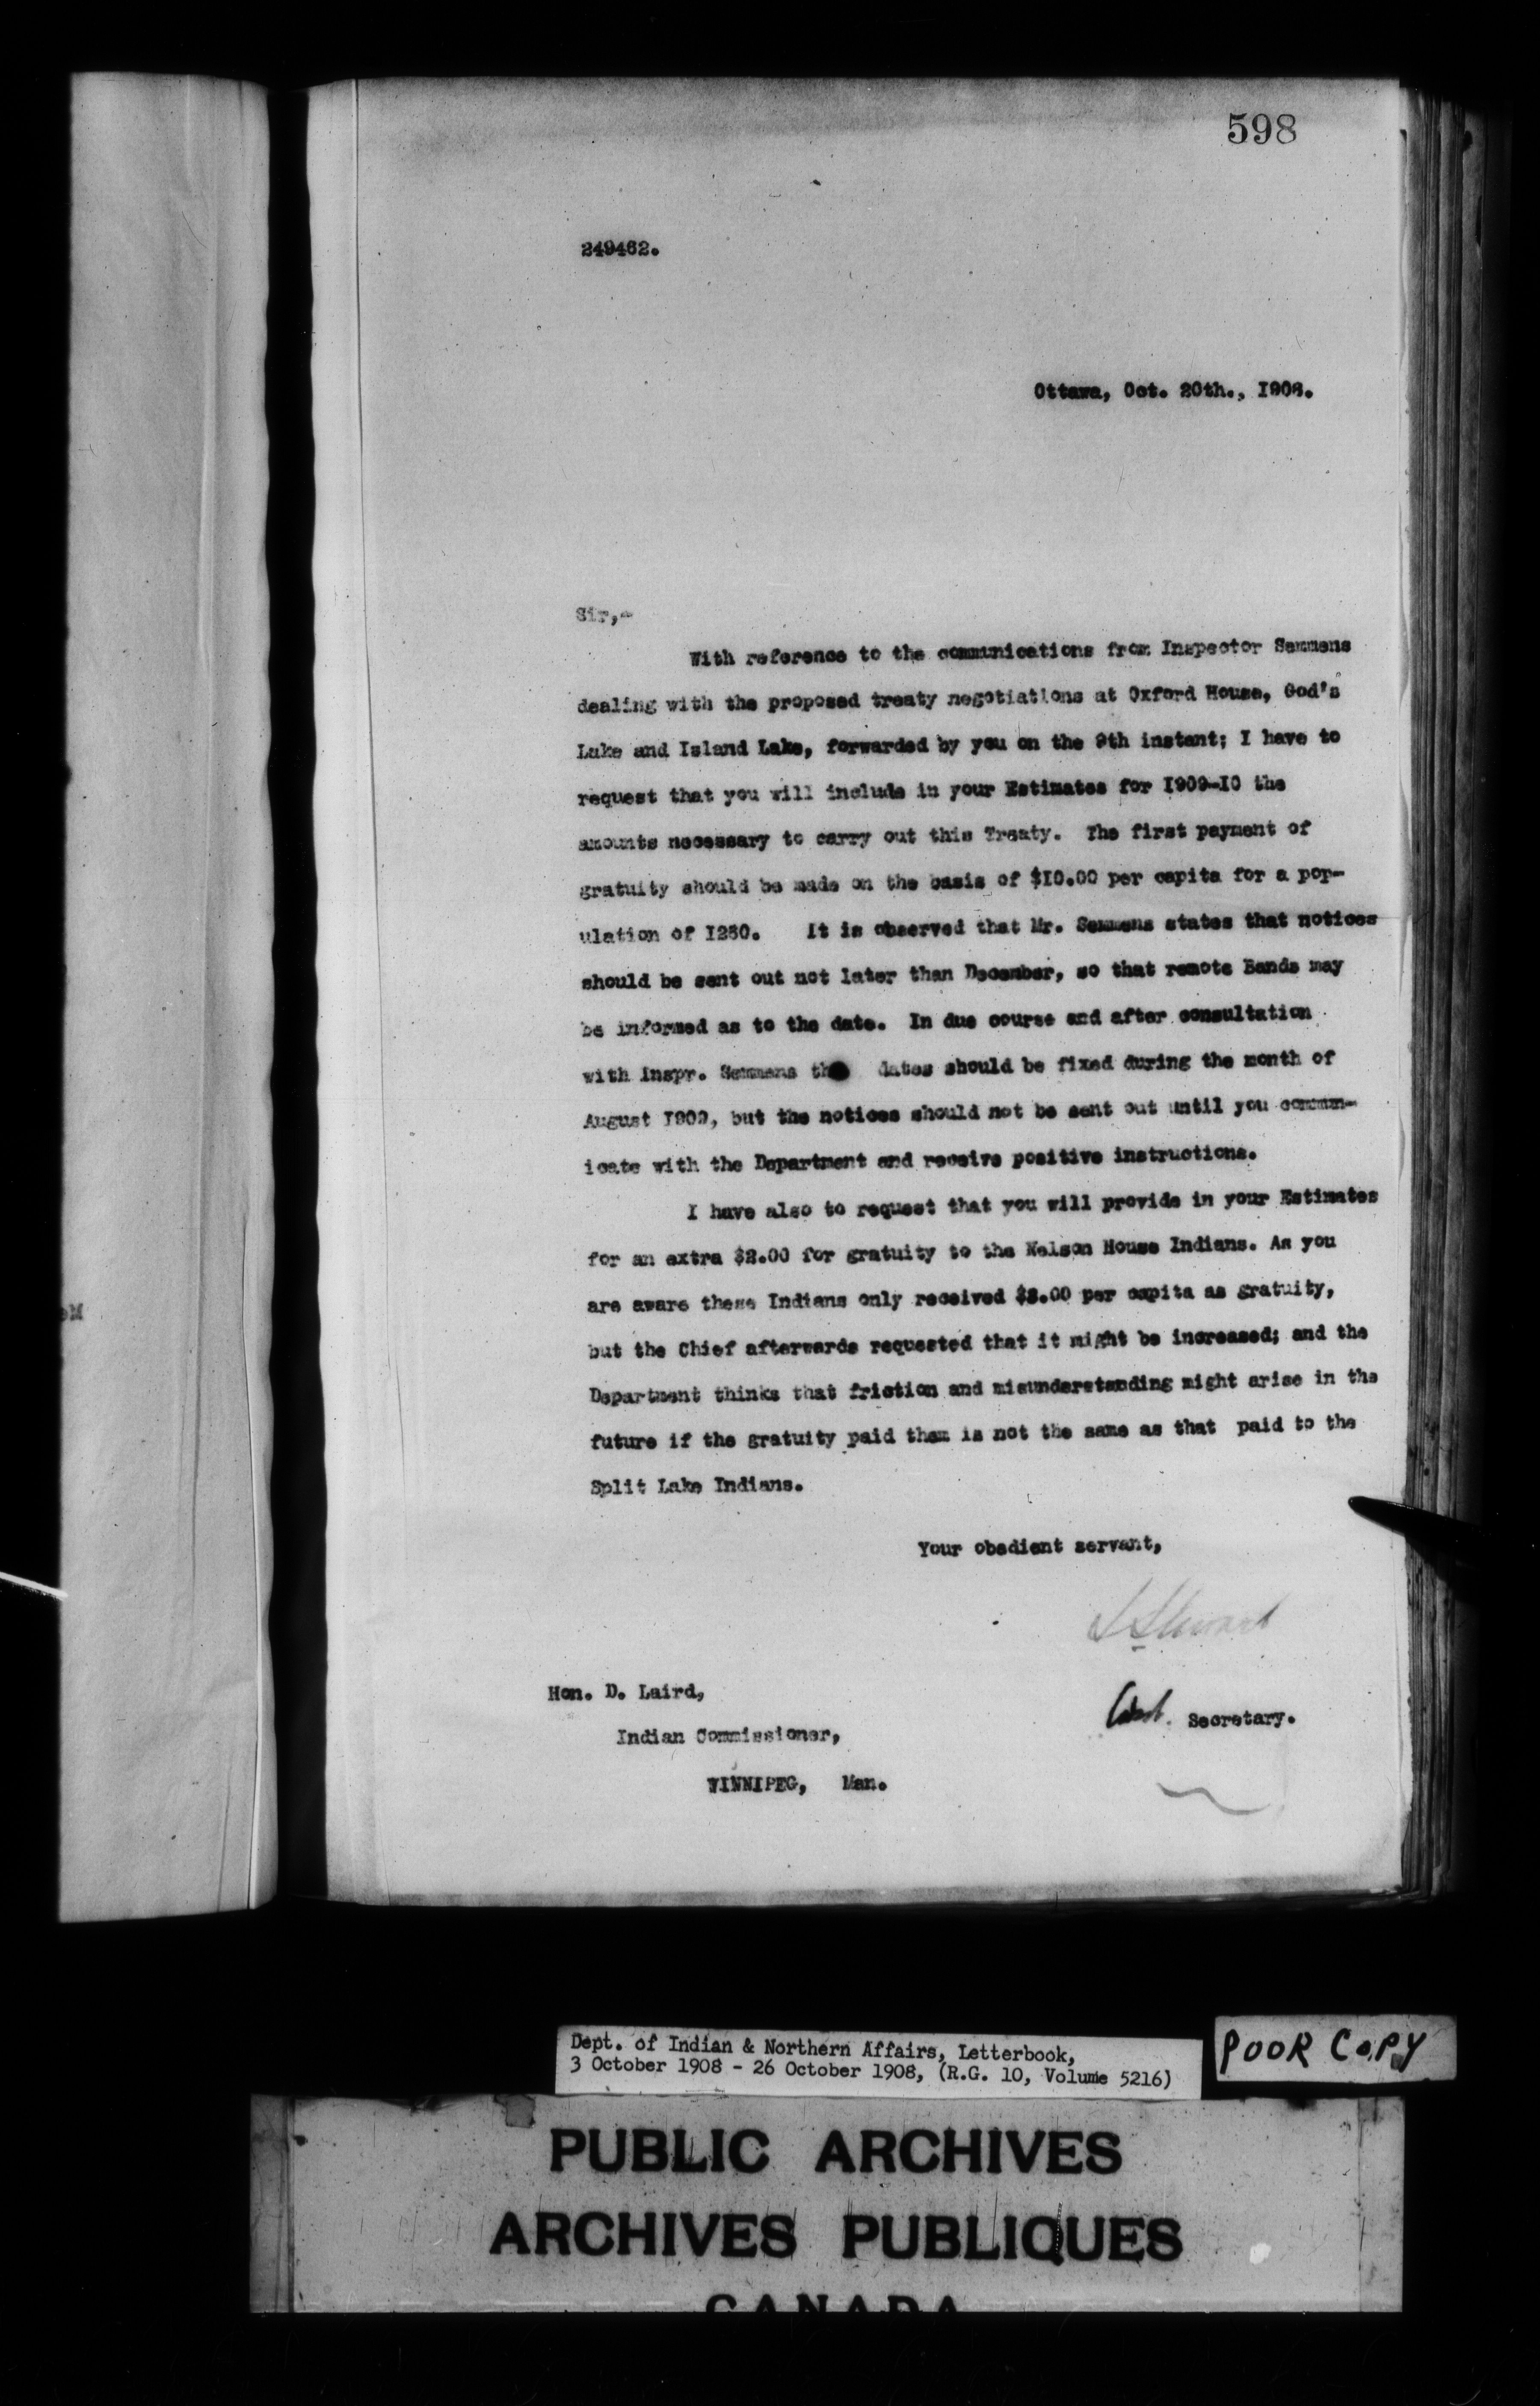 598
249462.
Ottawa, Oct. 20th., I908.
Sir,-
With reference to the communications from Inspector Semmens
dealing with the proposed treaty negotiations at Oxford House, God's
Lake and Island Lake, forwarded by you on the 9th instant; I have to
request that you will include in your Estimates for I909-I0 the
amounts necessary to carry out this Treaty. The first payment of
gratuity should be made on the basis of $I0.00 per capita for a pop-
ulation of I250. It is observed that Mr. Semmens states that notices
should be sent out not later than December, so that remote Bands may
be informed as to the date. In due course and after consultation
with Inspr. Semmens the dates should be fixed during the month of
August I909, but the notices should not be sent out until you commun-
icate with the Department and receive positive instructions.
I have also to request that you will provide in your Estimates
for an extra $2.00 for gratuity to the Nelson House Indians. As you
are aware these Indians only received $3.00 per capita as gratuity,
but the Chief afterwards requested that it might be increased; and the
Department thinks that friction and misunderstanding might arise in the
future if the gratuity paid them is not the same as that paid to the
Split Lake Indians.
Your obedient servant,
S Stewart
Hon. D. Laird,
Asst. Secretary.
Indian Commissioner,
WINNIPEG, Man.
Dept. of Indian & Northern Affairs, Letterbook,
3 October 1908 - 26 October 1908, (R.G. 10, Volume 5216)
POOR COPY
PUBLIC ARCHIVES
ARCHIVES PUBLIQUES
CANADA